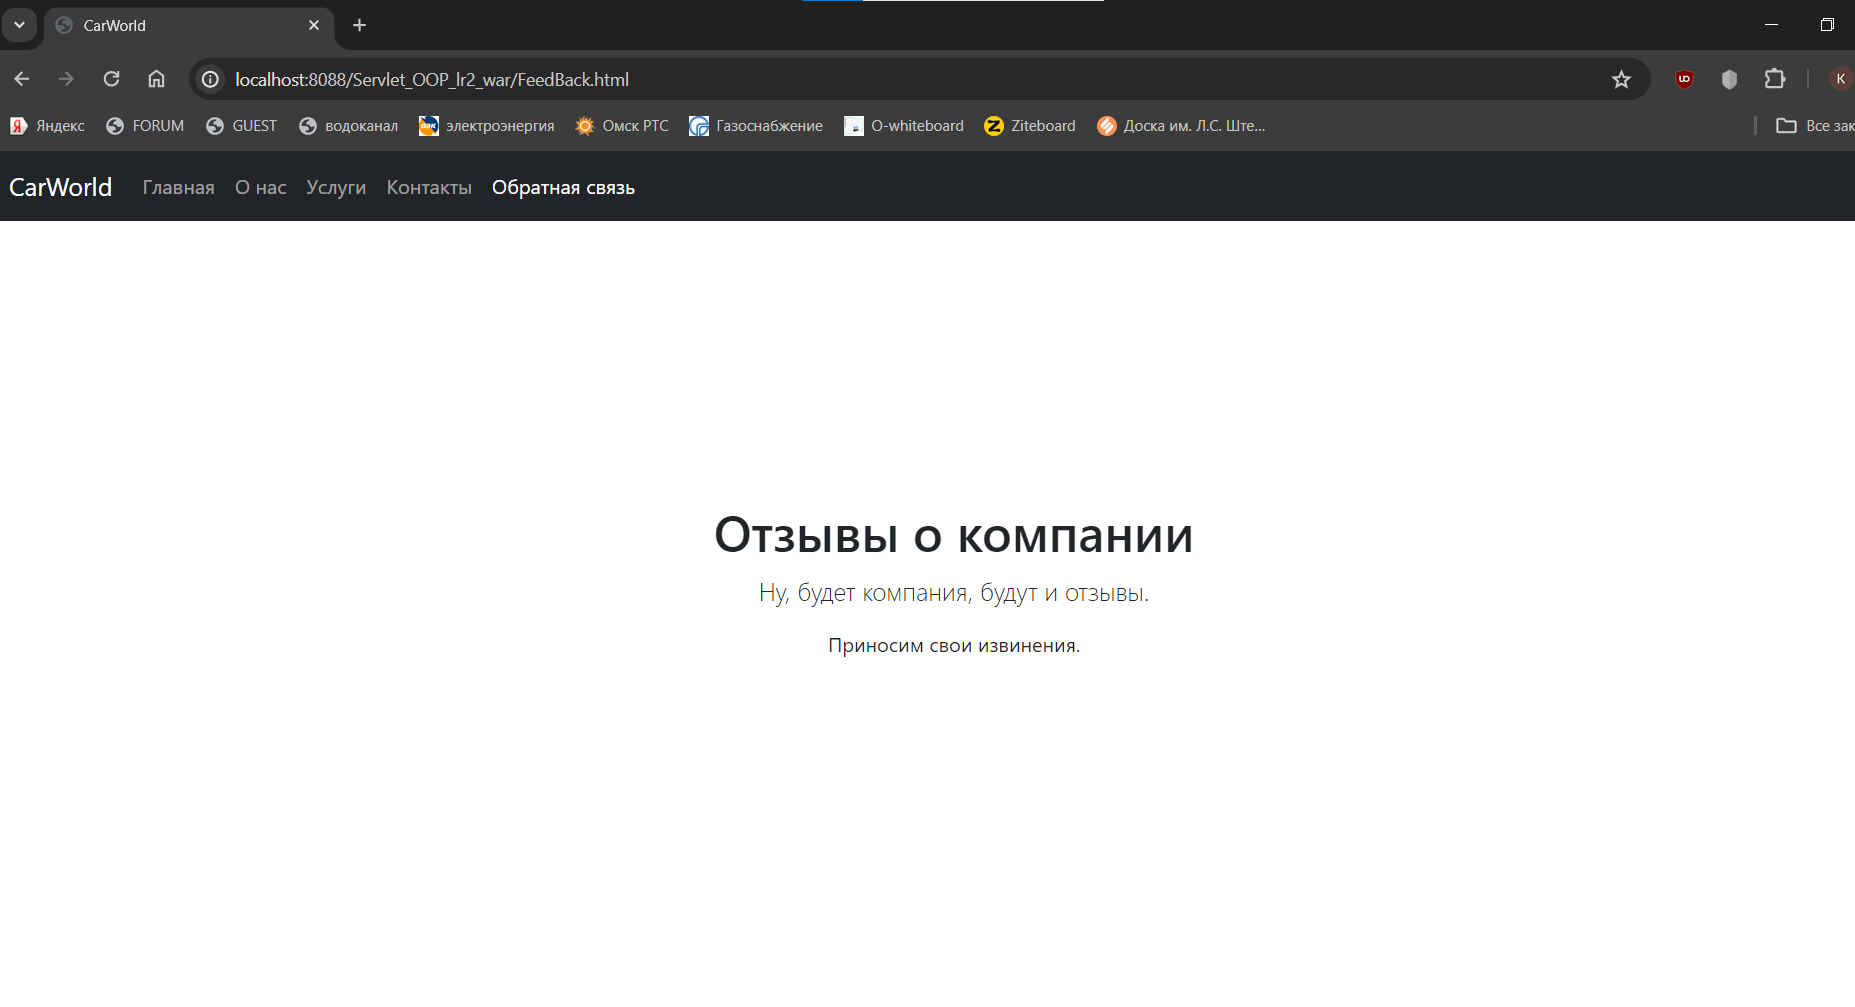 CarWorld
localhost:8088/Servlet_OOP_lr2_war/FeedBack.html
K
Яндекс FORUM GUEST водоканал электроэнергия Омск РТС Газоснабжение O-whiteboard Ziteboard Доска им. Л.С. Ште... Все зак
CarWorld Главная О нас Услуги Контакты Обратная связь
Отзывы о компании
Ну, будет компания, будут и отзывы.
Приносим свои извинения.